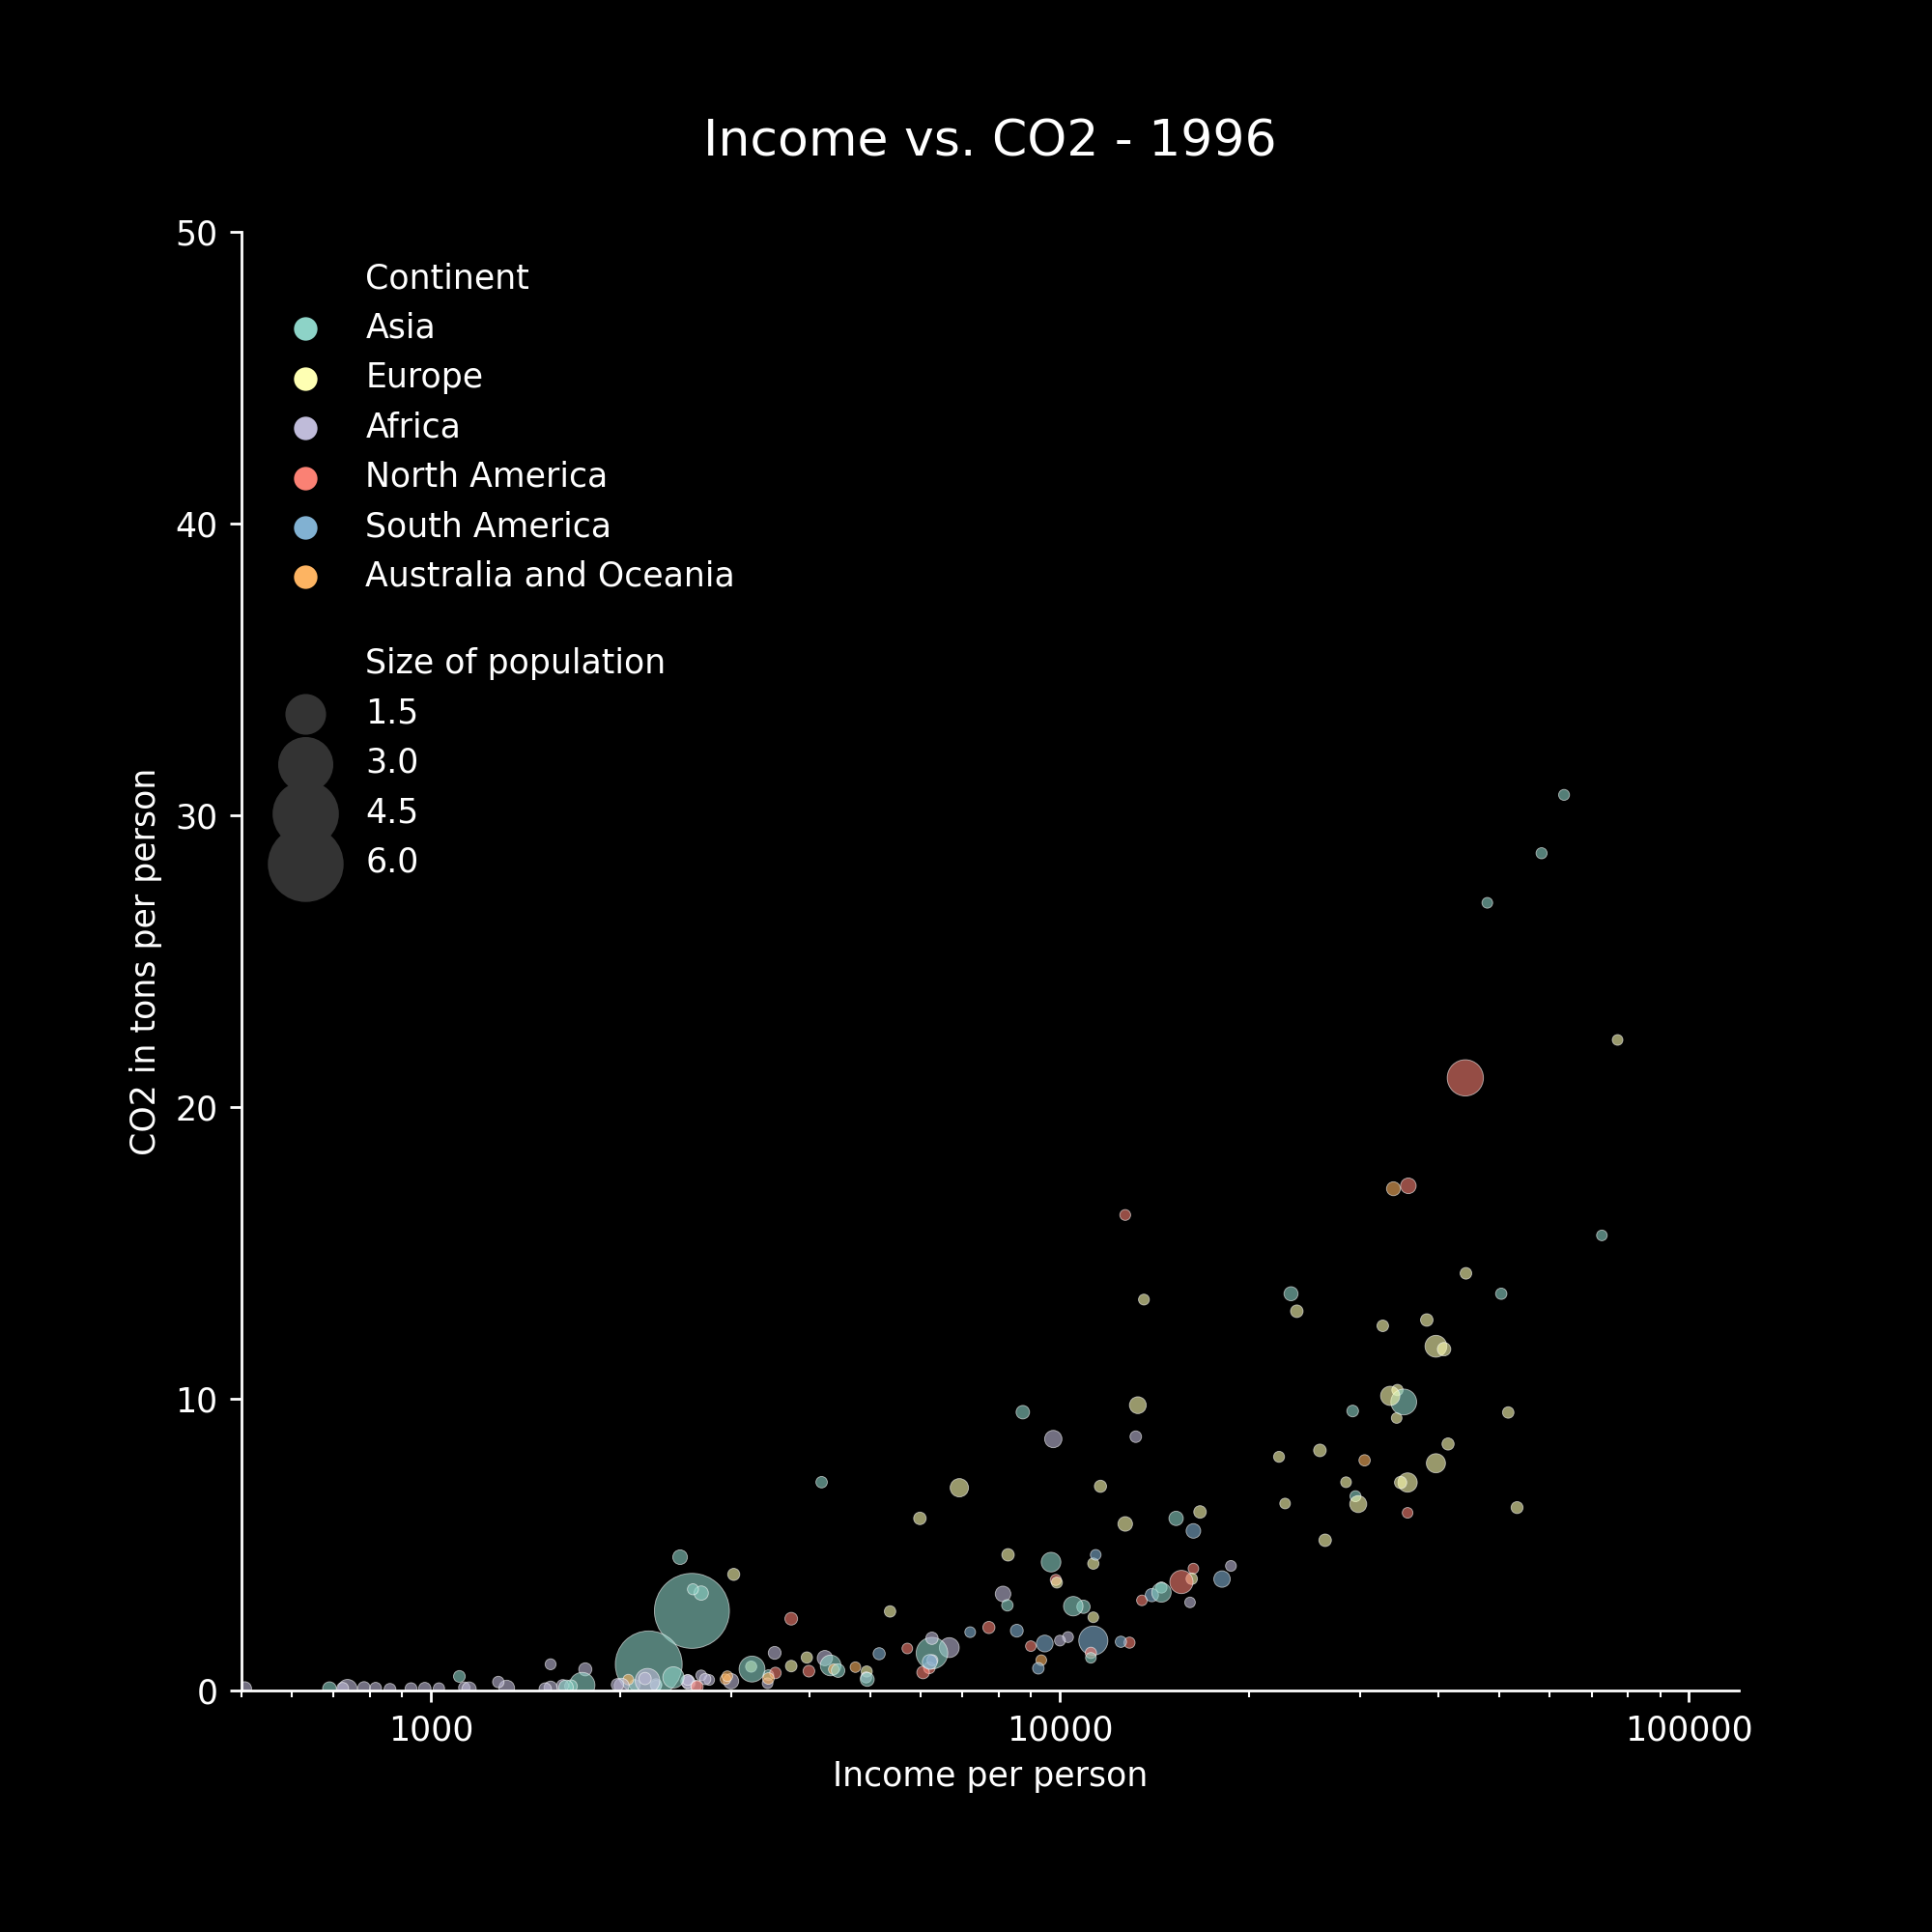 Income vs. CO2 - 1996
50
40
30
20
10
0
CO2 in tons per person
Continent
Asia
Europe
Africa
North America
South America
Australia and Oceania
Size of population
1.5
3.0
4.5
6.0
1000
10000
100000
Income per person